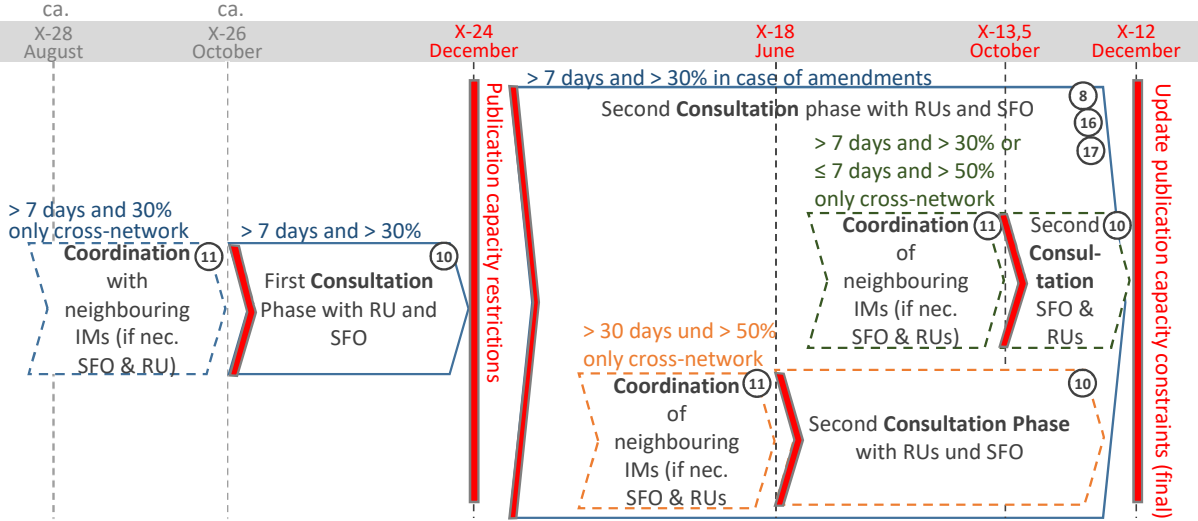 ca.
X-28
August
ca.
X-26
October
X-24
December
X-18
June
X-13,5
October
X-12
December
> 7 days and 30%
only cross-network
Coordination
with
neighbouring
IMs (if nec.
SFO & RU)
11
> 7 days and > 30%
10
First Consultation
Phase with RU and
SFO
Publication capacity restrictions
> 7 days and > 30% in case of amendments
Second Consultation phase with RUs and SFO
8
16
17
> 7 days and > 30% or
≤ 7 days and > 50%
only cross-network
Coordination
of
neighbouring
IMs (if nec.
SFO & RUs)
11
Second
Consul-
tation
SFO &
RUs
10
> 30 days und > 50%
only cross-network
Coordination
of
neighbouring
IMs (if nec.
SFO & RUs
11
Second Consultation Phase
with RUs und SFO
10
Update publication capacity constraints (final)